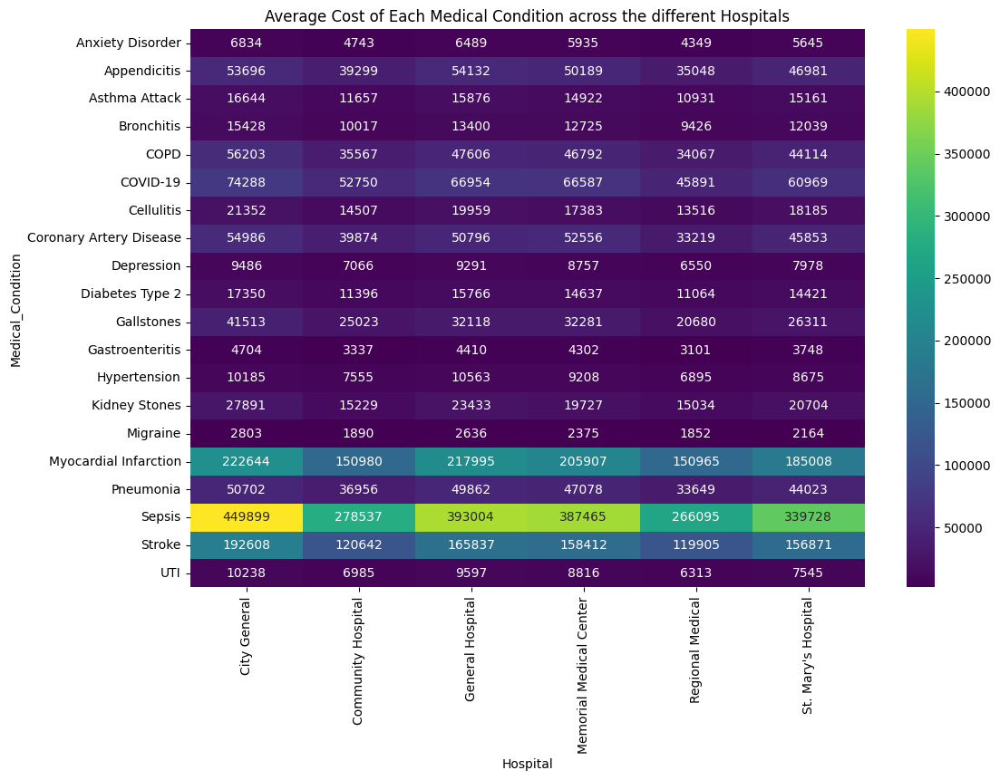 Average Cost of Each Medical Condition across the different Hospitals
Medical_Condition
Anxiety Disorder 6834 4743 6489 5935 4349 5645
Appendicitis 53696 39299 54132 50189 35048 46981
Asthma Attack 16644 11657 15876 14922 10931 15161
Bronchitis 15428 10017 13400 12725 9426 12039
COPD 56203 35567 47606 46792 34067 44114
COVID-19 74288 52750 66954 66587 45891 60969
Cellulitis 21352 14507 19959 17383 13516 18185
Coronary Artery Disease 54986 39874 50796 52556 33219 45853
Depression 9486 7066 9291 8757 6550 7978
Diabetes Type 2 17350 11396 15766 14637 11064 14421
Gallstones 41513 25023 32118 32281 20680 26311
Gastroenteritis 4704 3337 4410 4302 3101 3748
Hypertension 10185 7555 10563 9208 6895 8675
Kidney Stones 27891 15229 23433 19727 15034 20704
Migraine 2803 1890 2636 2375 1852 2164
Myocardial Infarction 222644 150980 217995 205907 150965 185008
Pneumonia 50702 36956 49862 47078 33649 44023
Sepsis 449899 278537 393004 387465 266095 339728
Stroke 192608 120642 165837 158412 119905 156871
UTI 10238 6985 9597 8816 6313 7545
City General
Community Hospital
General Hospital
Memorial Medical Center
Regional Medical
St. Mary's Hospital
Hospital
400000
350000
300000
250000
200000
150000
100000
50000